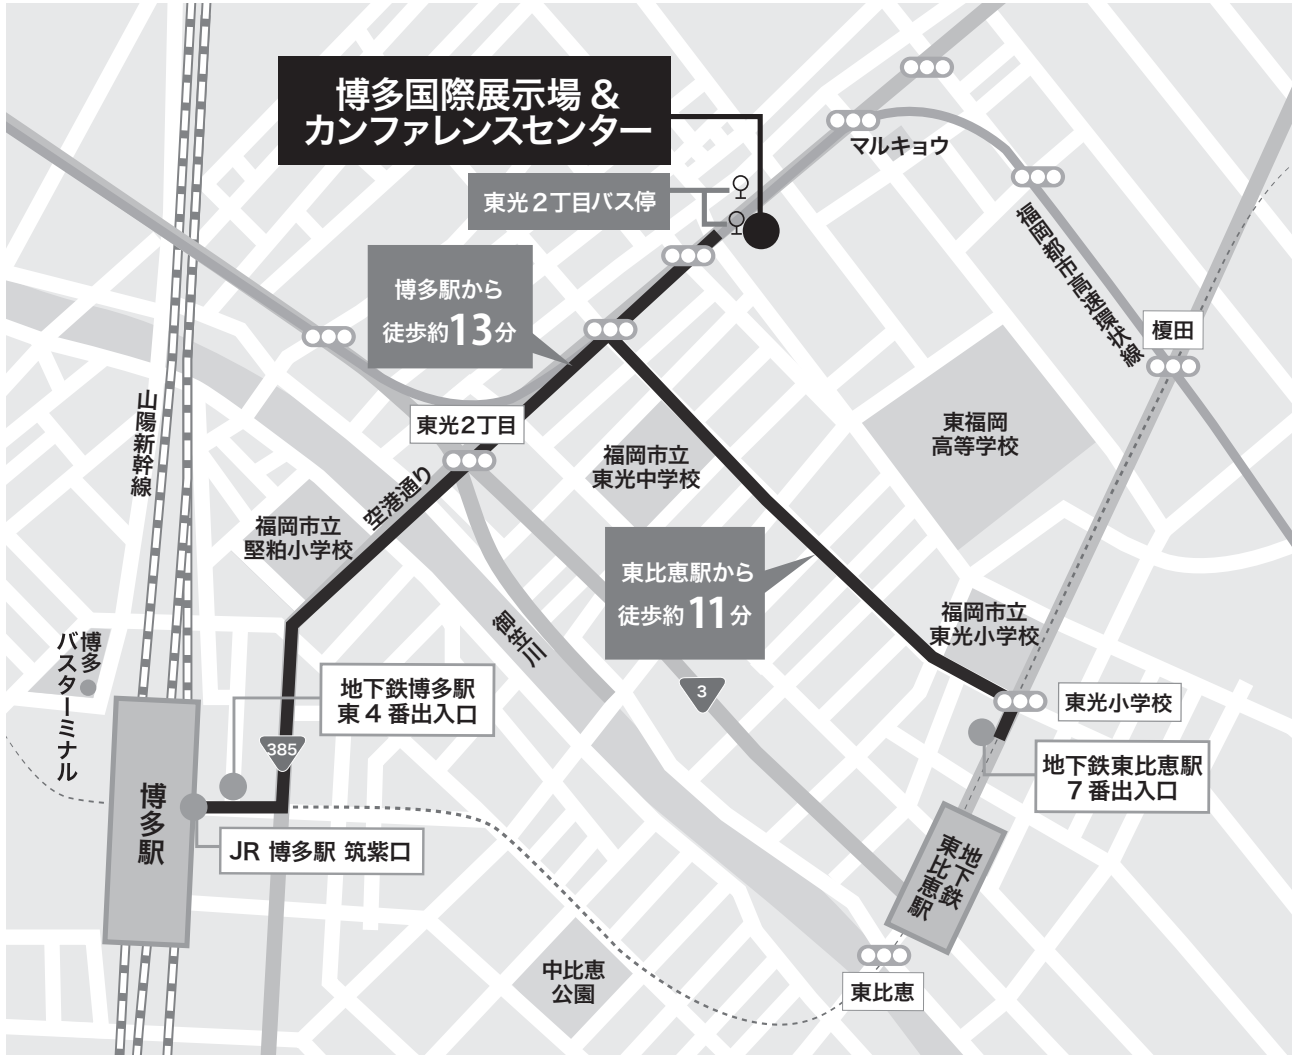 博多国際展示場 &
カンファレンスセンター
マルキョウ
東光2丁目バス停
福岡都市高速環状線
博多駅から
徒歩約13分
榎田
山陽新幹線
東光2丁目
福岡市立
東光中学校
東福岡
高等学校
空港通り
福岡市立
堅粕小学校
東比恵駅から
徒歩約11分
御笠川
福岡市立
東光小学校
博多
バスターミナル
地下鉄博多駅
東4番出入口
3
東光小学校
385
地下鉄東比恵駅
7番出入口
博多駅
JR 博多駅 筑紫口
地下鉄
東比恵駅
中比恵
公園
東比恵